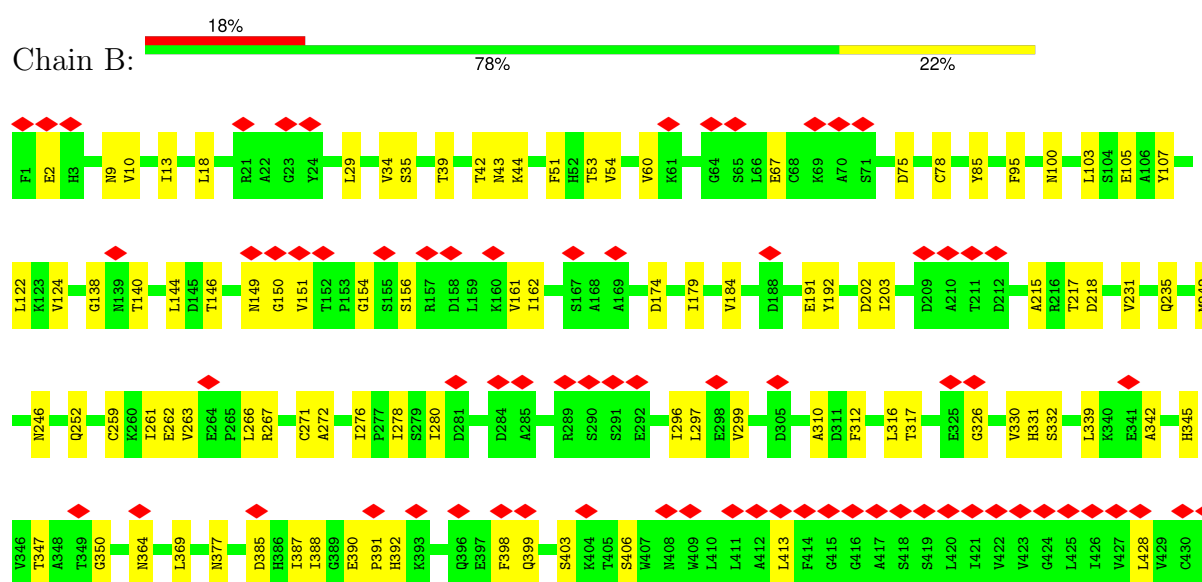 18%
Chain B:
78%
22%
F1 E2 H3 N9 V10 I13 L18 R21 A22 G23 Y24 L29 V34 S35 T39 T42 N43 K44 F51 H52 T53 V54 V60 K61 G64 S65 L66 E67 C68 K69 A70 S71 D75 C78 Y85 F95 N100 L103 S104 E105 A106 Y107
L122 K123 V124 G138 N139 T140 L144 D145 T146 N149 G150 V151 T152 P153 G154 S155 S156 R157 D158 L159 K160 V161 I162 S167 A168 A169 D174 I179 V184 D188 E191 Y192 D202 I203 D209 A210 T211 D212 A215 R216 T217 D218 V231 Q235
N246 Q252 C259 K260 I261 E262 V263 E264 P265 L266 R267 C271 A272 I276 P277 I278 S279 I280 D281 D284 A285 R289 S290 S291 E292 I296 L297 E298 V299 D305 A310 D311 F312 L316 T317 E325 G326 V330 H331 S332 L339 K340 E341 A342 H345
V346 T347 A348 T349 G350 N364 L369 N377 D385 H386 I387 I388 G389 E390 P391 H392 K393 Q396 E397 F398 Q399 S403 K404 T405 S406 W407 N408 W409 L410 L411 A412 L413 F414 G415 G416 A417 S418 S419 L420 I421 V422 V423 G424 L425 I426 V427 L428 V429 C430